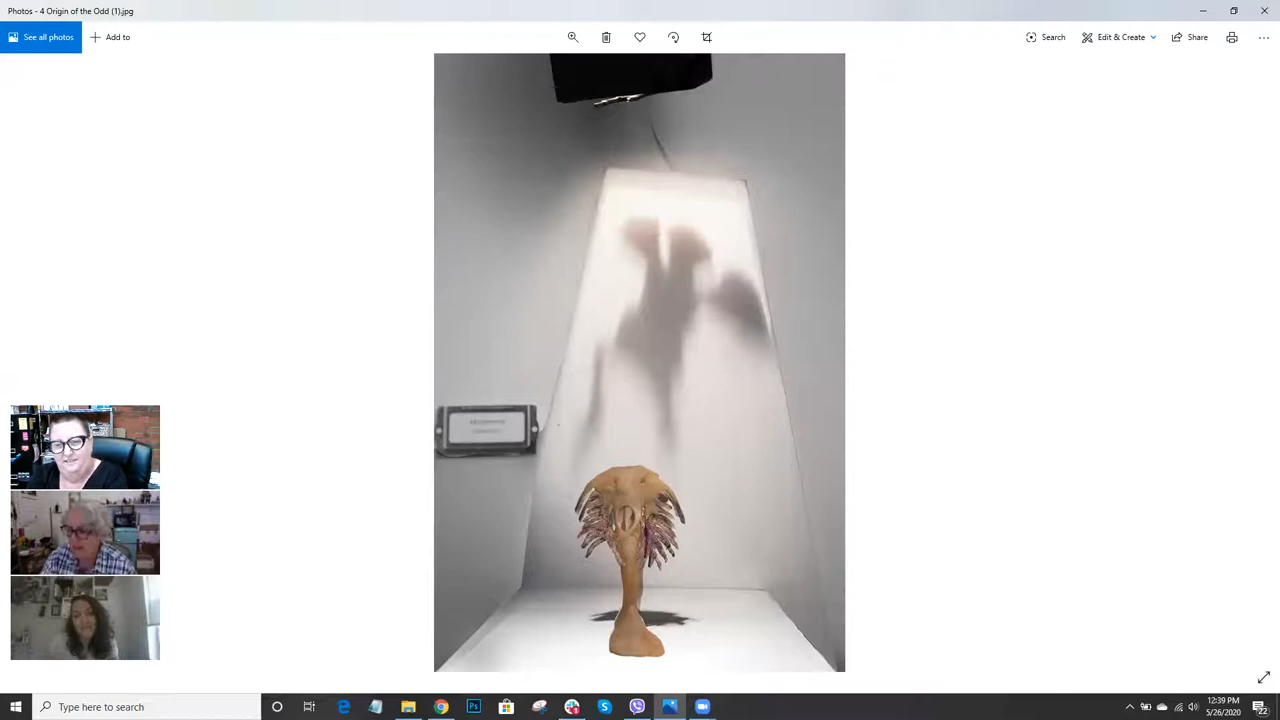 Photos - 4 Origin of the Odd (1).jpg
See all photos
Add to
Search
Edit & Create
Share
Type here to search
12:39 PM
5/26/2020
22